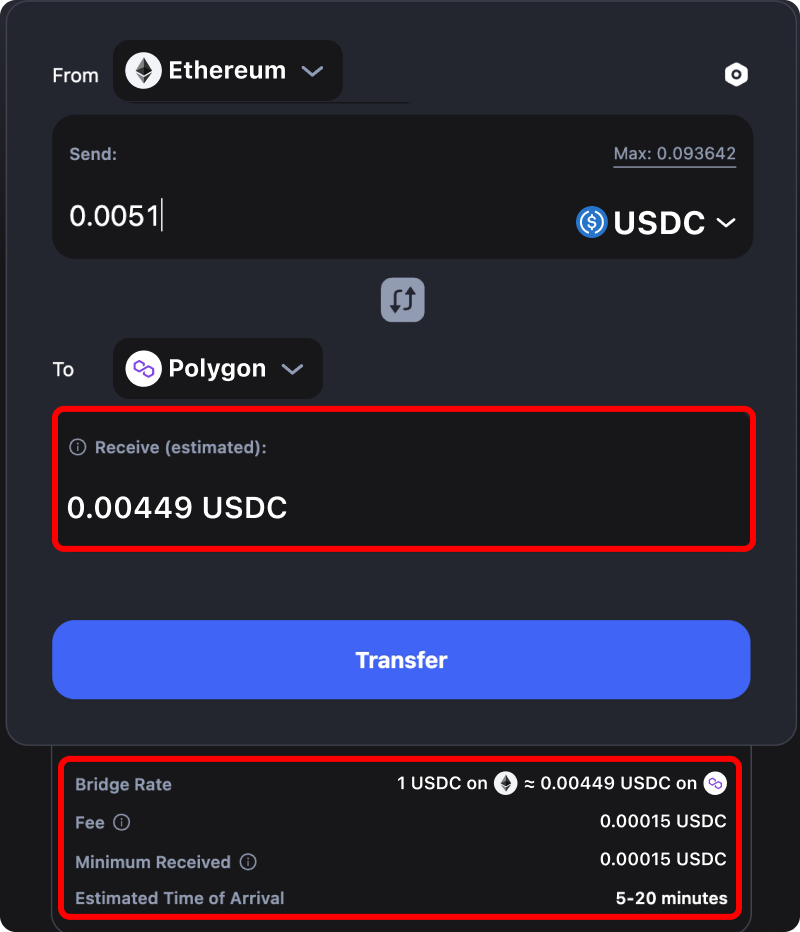 From Ethereum
Send: Max: 0.093642
0.0051 USDC
To Polygon
Receive (estimated):
0.00449 USDC
Transfer
Bridge Rate 1 USDC on ≈ 0.00449 USDC on
Fee 0.00015 USDC
Minimum Received 0.00015 USDC
Estimated Time of Arrival 5-20 minutes